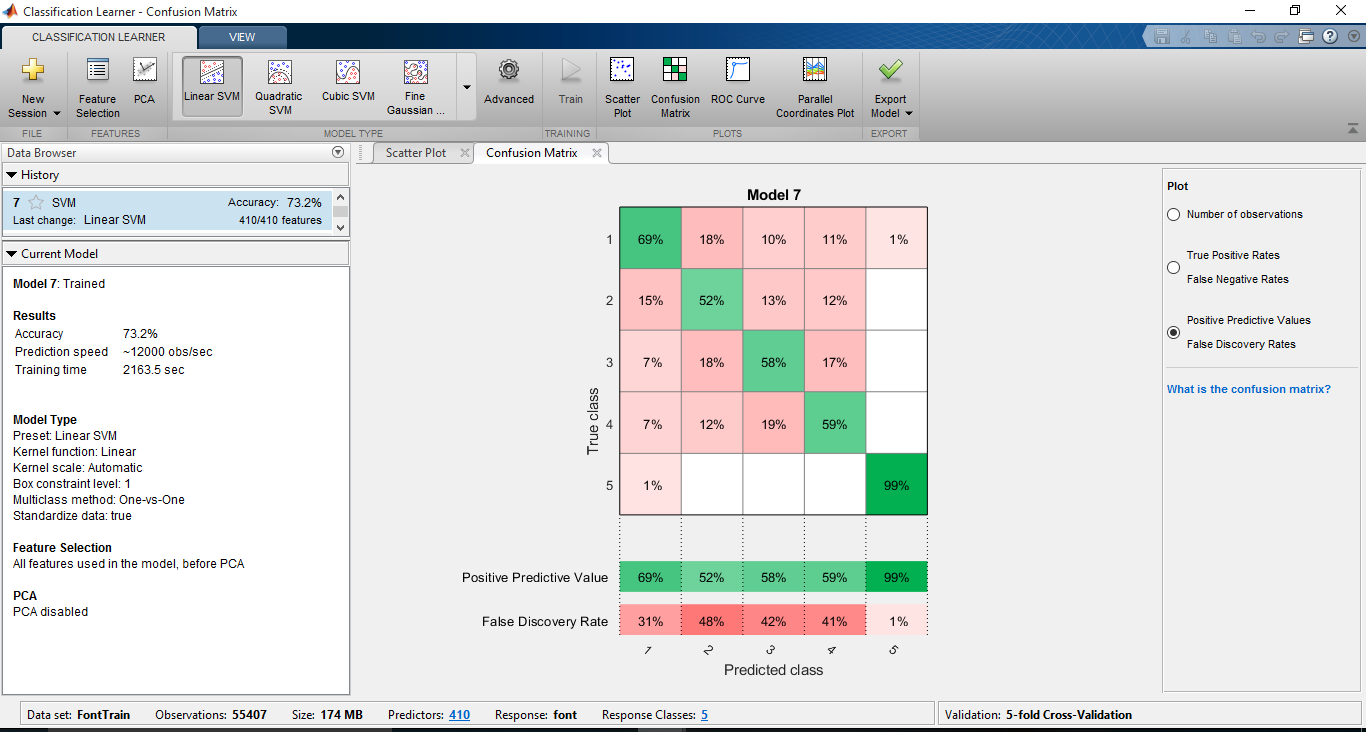 Classification Learner - Confusion Matrix
CLASSIFICATION LEARNER
VIEW
New
Session
Feature
Selection
PCA
Linear SVM
Quadratic
SVM
Cubic SVM
Fine
Gaussian ...
Advanced
Train
Scatter
Plot
Confusion
Matrix
ROC Curve
Parallel
Coordinates Plot
Export
Model
FILE
FEATURES
MODEL TYPE
TRAINING
PLOTS
EXPORT
Data Browser
History
7 SVM Accuracy: 73.2%
Last change: Linear SVM 410/410 features
Current Model
Model 7: Trained
Results
Accuracy 73.2%
Prediction speed ~12000 obs/sec
Training time 2163.5 sec
Model Type
Preset: Linear SVM
Kernel function: Linear
Kernel scale: Automatic
Box constraint level: 1
Multiclass method: One-vs-One
Standardize data: true
Feature Selection
All features used in the model, before PCA
PCA
PCA disabled
Scatter Plot
Confusion Matrix
Model 7
True class
1 69% 18% 10% 11% 1%
2 15% 52% 13% 12%
3 7% 18% 58% 17%
4 7% 12% 19% 59%
5 1% 99%
Positive Predictive Value 69% 52% 58% 59% 99%
False Discovery Rate 31% 48% 42% 41% 1%
1 2 3 4 5
Predicted class
Plot
Number of observations
True Positive Rates
False Negative Rates
Positive Predictive Values
False Discovery Rates
What is the confusion matrix?
Data set: FontTrain Observations: 55407 Size: 174 MB Predictors: 410 Response: font Response Classes: 5
Validation: 5-fold Cross-Validation